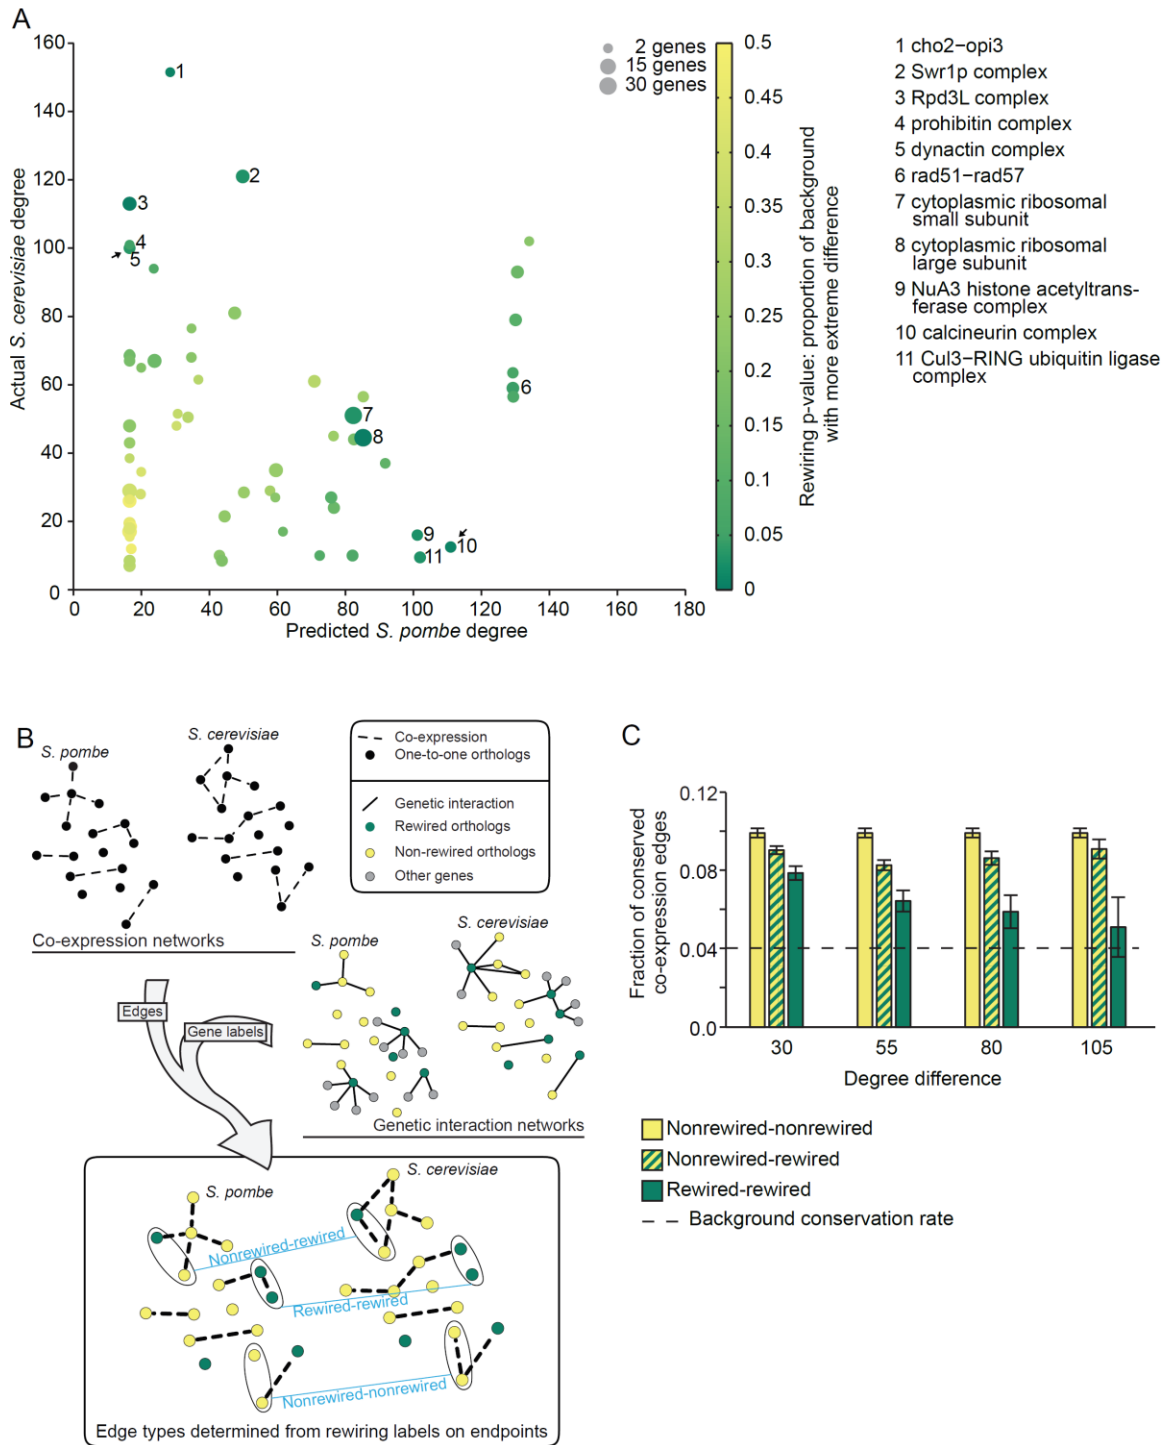 A
160
140
120
100
80
60
40
20
0
0 20 40 60 80 100 120 140 160 180
Actual S. cerevisiae degree
Predicted S. pombe degree
1
2
3
4
5
6
7
8
9
10
11
2 genes
15 genes
30 genes
0.5
0.45
0.4
0.35
0.3
0.25
0.2
0.15
0.1
0.05
0
Rewiring p-value: proportion of background
with more extreme difference
1 cho2−opi3
2 Swr1p complex
3 Rpd3L complex
4 prohibitin complex
5 dynactin complex
6 rad51−rad57
7 cytoplasmic ribosomal
small subunit
8 cytoplasmic ribosomal
large subunit
9 NuA3 histone acetyltrans-
ferase complex
10 calcineurin complex
11 Cul3−RING ubiquitin ligase
complex
B
S. pombe
S. cerevisiae
Co-expression
One-to-one orthologs
Genetic interaction
Rewired orthologs
Non-rewired orthologs
Other genes
Co-expression networks
S. pombe
S. cerevisiae
Edges
Gene labels
Genetic interaction networks
S. pombe
S. cerevisiae
Nonrewired-rewired
Rewired-rewired
Nonrewired-nonrewired
Edge types determined from rewiring labels on endpoints
C
0.12
0.08
0.04
0.0
Fraction of conserved
co-expression edges
30 55 80 105
Degree difference
Nonrewired-nonrewired
Nonrewired-rewired
Rewired-rewired
Background conservation rate